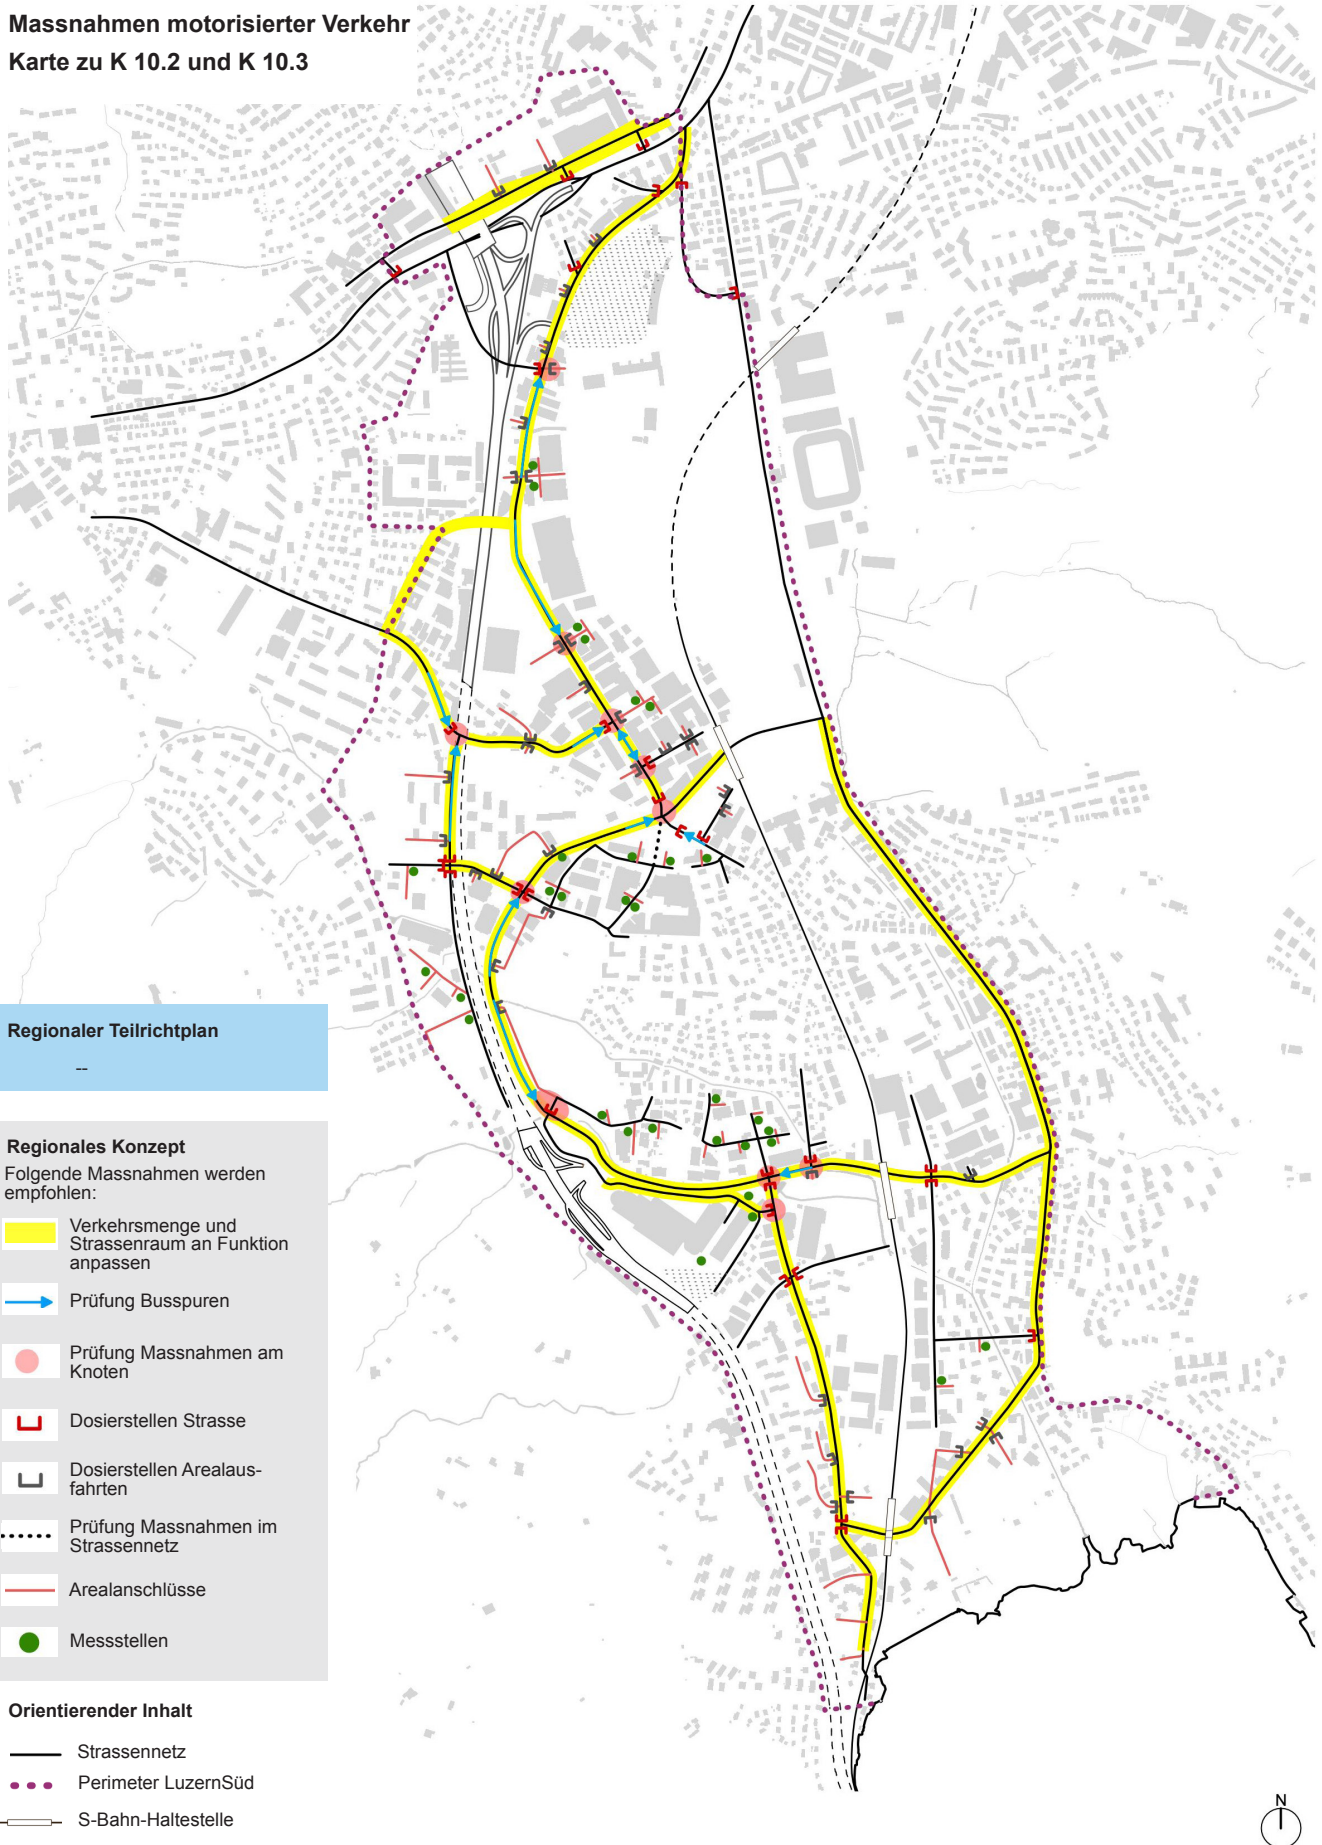 Massnahmen motorisierter Verkehr
Karte zu K 10.2 und K 10.3
Regionaler Teilrichtplan
--
Regionales Konzept
Folgende Massnahmen werden
empfohlen:
Verkehrsmenge und
Strassenraum an Funktion
anpassen
Prüfung Busspuren
Prüfung Massnahmen am
Knoten
Dosierstellen Strasse
Dosierstellen Arealaus-
fahrten
Prüfung Massnahmen im
Strassennetz
Arealanschlüsse
Messstellen
Orientierender Inhalt
Strassennetz
Perimeter LuzernSüd
S-Bahn-Haltestelle
N